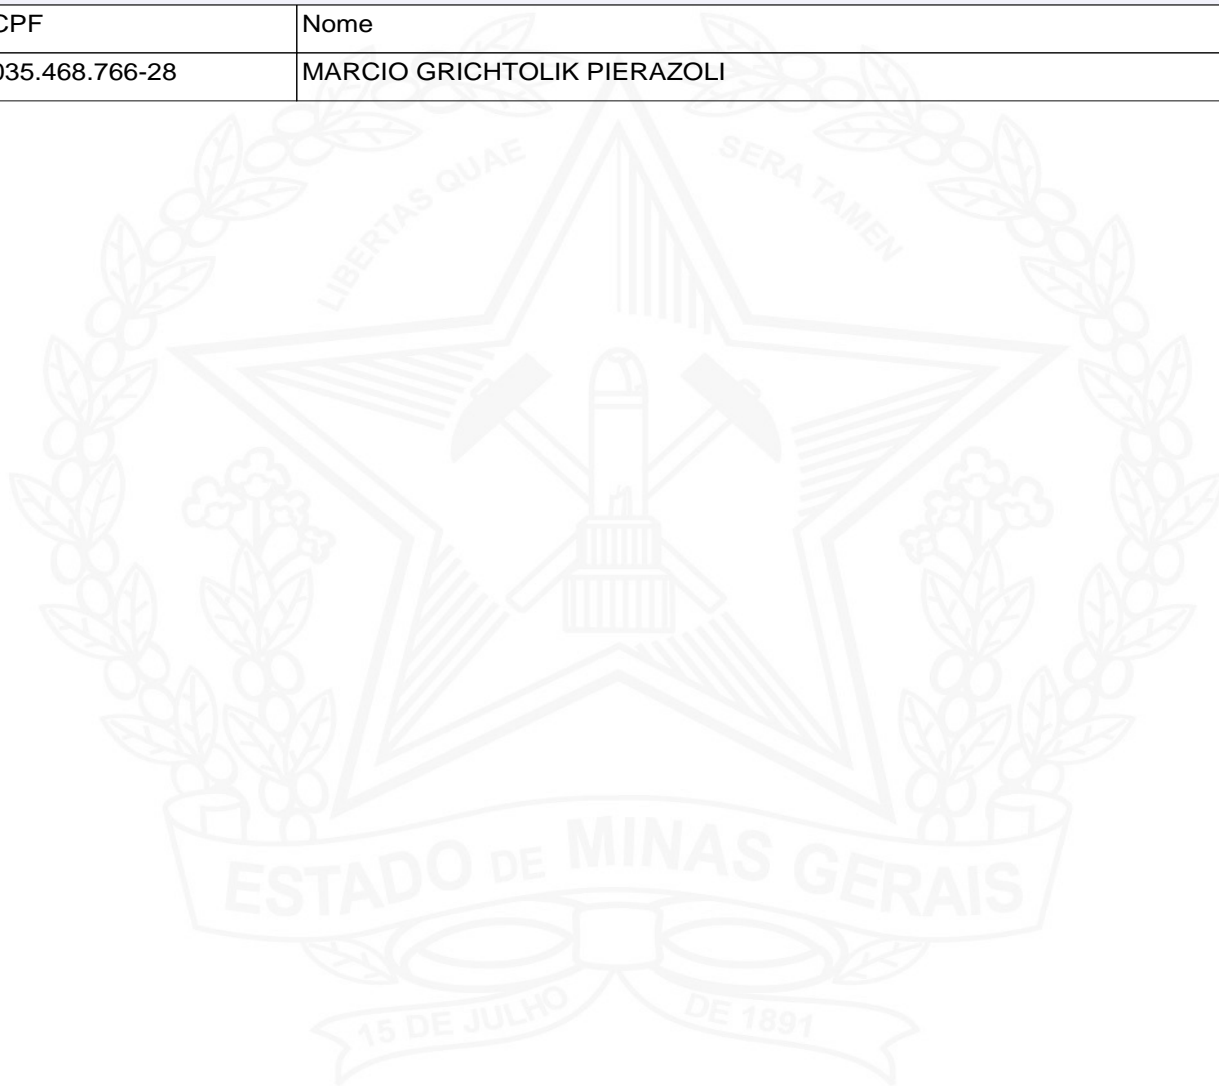 CPF Nome
035.468.766-28 MARCIO GRICHTOLIK PIERAZOLI
LIBERTAS QUAE SERA TAMEN
ESTADO DE MINAS GERAIS
15 DE JULHO DE 1891